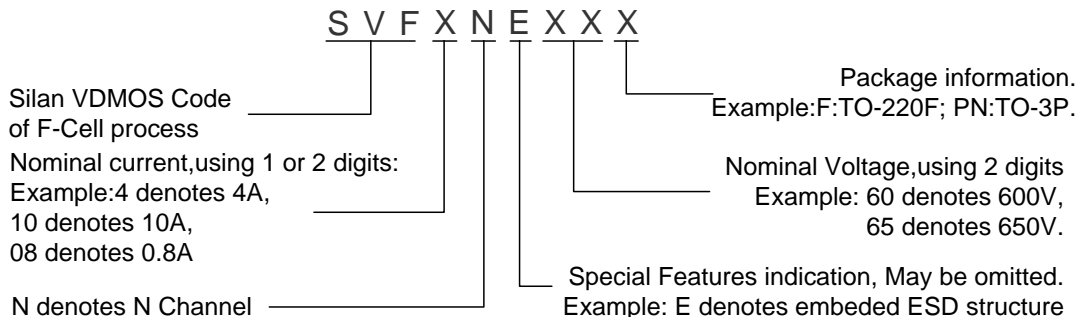 S V F X N E X X X
Silan VDMOS Code
of F-Cell process
Nominal current,using 1 or 2 digits:
Example:4 denotes 4A,
10 denotes 10A,
08 denotes 0.8A
N denotes N Channel
Package information.
Example:F:TO-220F; PN:TO-3P.
Nominal Voltage,using 2 digits
Example: 60 denotes 600V,
65 denotes 650V.
Special Features indication, May be omitted.
Example: E denotes embeded ESD structure